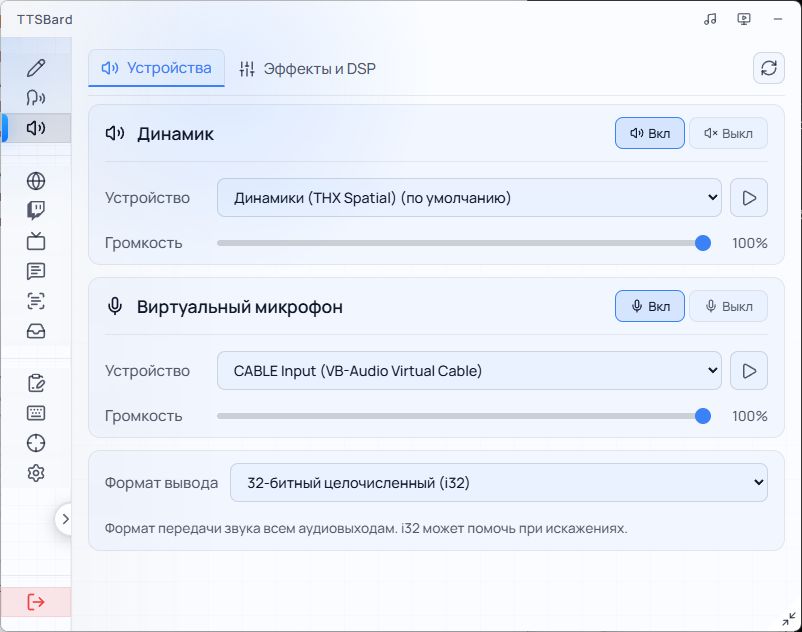 TTSBard
Устройства
Эффекты и DSP
Динамик
Вкл
Выкл
Устройство
Динамики (THX Spatial) (по умолчанию)
Громкость
100%
Виртуальный микрофон
Вкл
Выкл
Устройство
CABLE Input (VB-Audio Virtual Cable)
Громкость
100%
Формат вывода
32-битный целочисленный (i32)
Формат передачи звука всем аудиовыходам. i32 может помочь при искажениях.